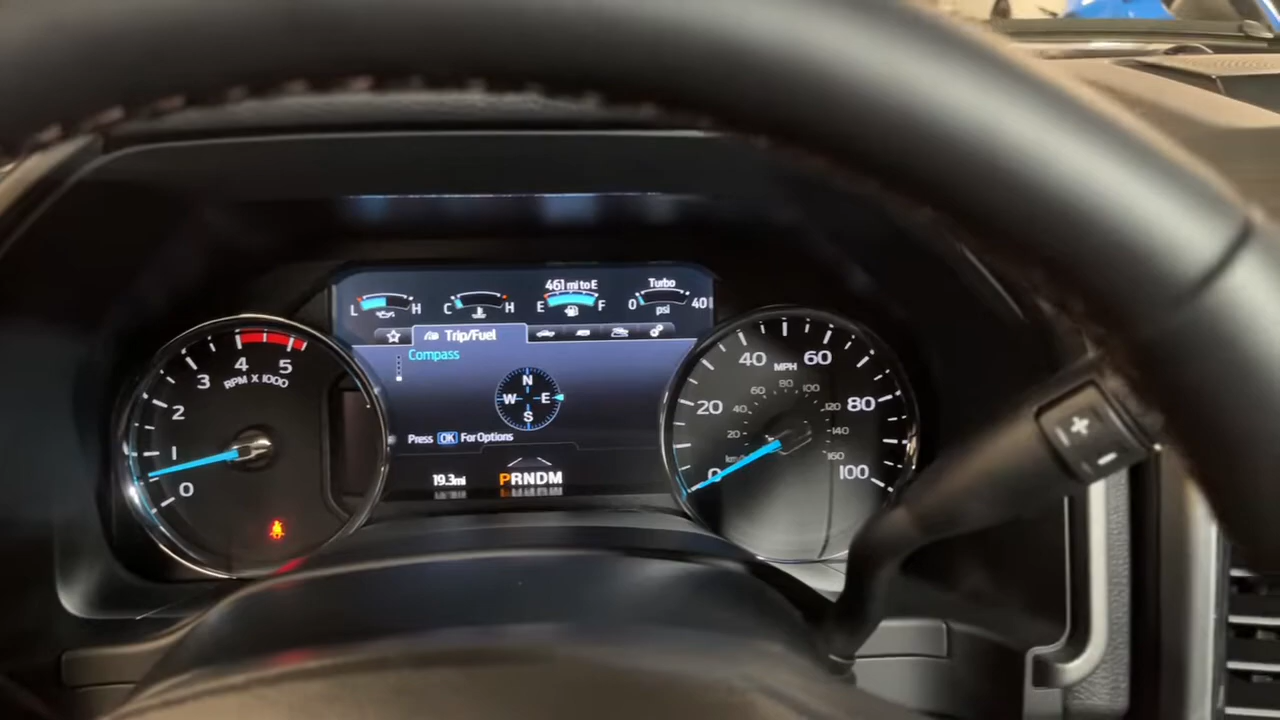 461 mi to E
Turbo
L H
C H
E F
0 40
psi
Trip/Fuel
Compass
N
W E
S
Press OK For Options
19.3 mi
PRNDM
0
1
2
3
4
5
RPM X 1000
0
20
40
60
80
100
MPH
20
40
60
80
100
120
140
160
+
-